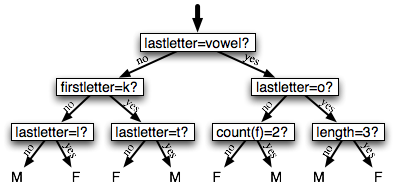 lastletter=vowel?
no yes
firstletter=k? lastletter=o?
no yes no yes
lastletter=l? lastletter=t? count(f)=2? length=3?
no yes no yes no yes no yes
M F F M F M M F